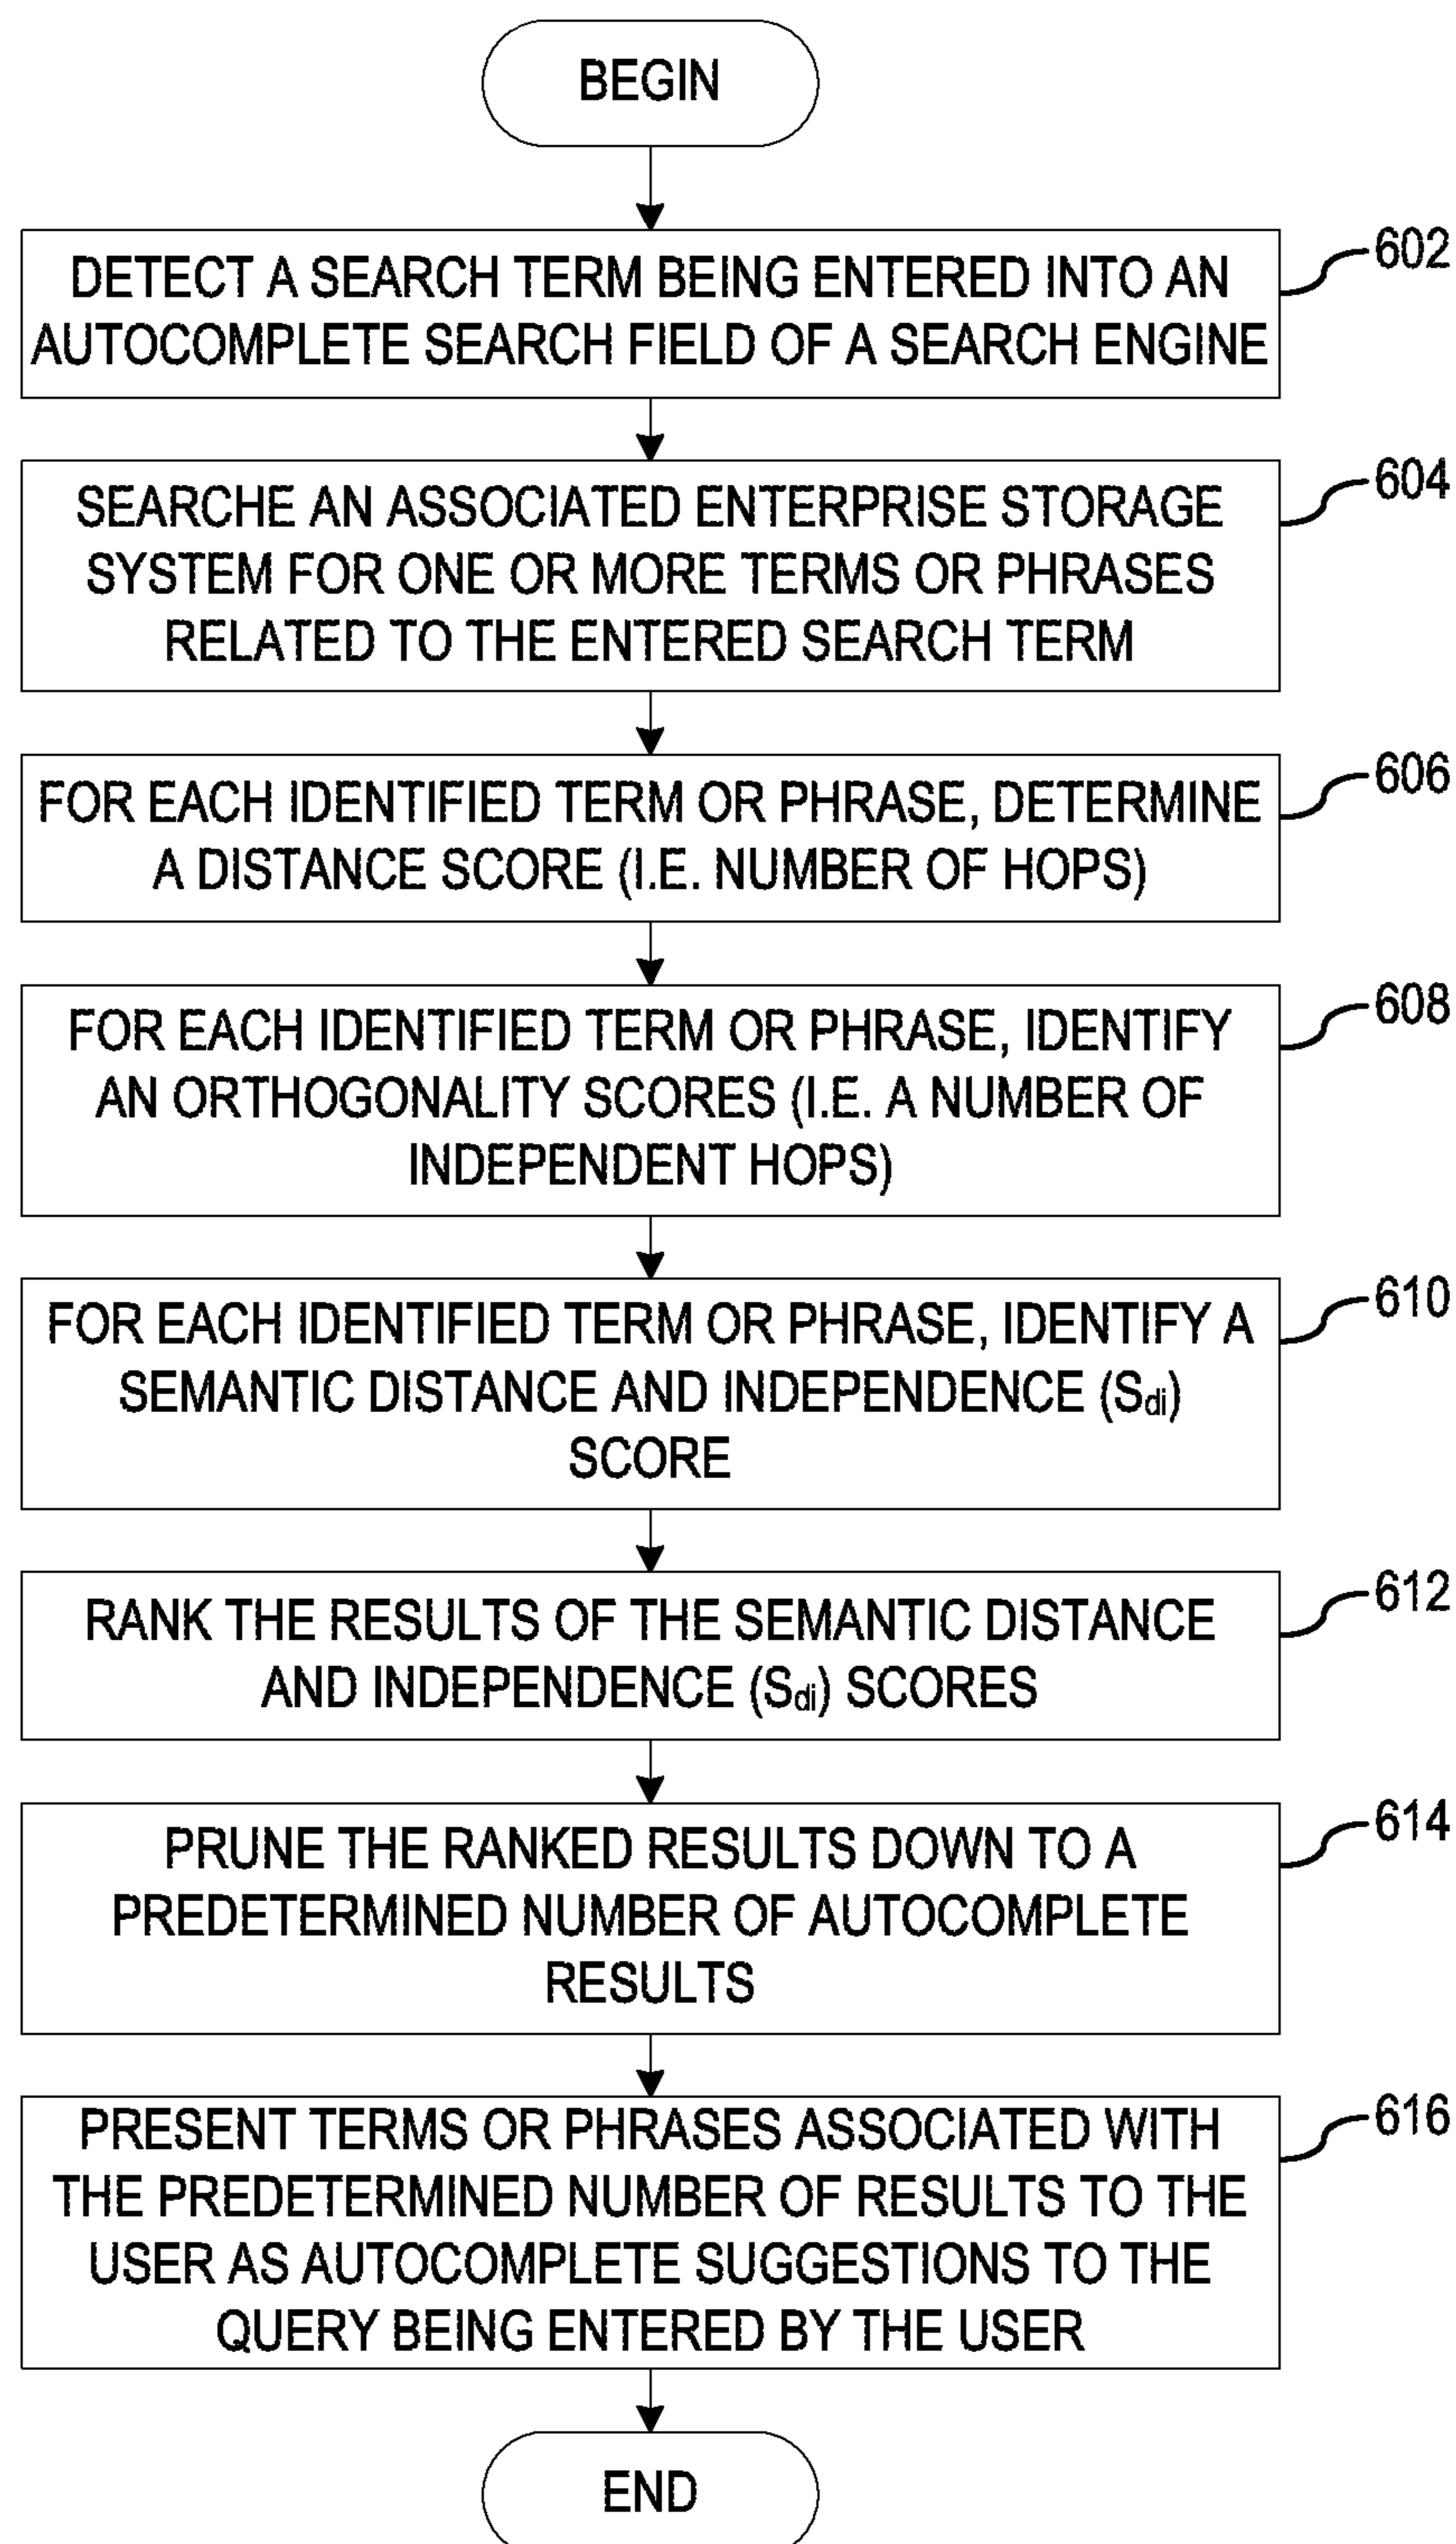 BEGIN
DETECT A SEARCH TERM BEING ENTERED INTO AN
AUTOCOMPLETE SEARCH FIELD OF A SEARCH ENGINE
602
SEARCHE AN ASSOCIATED ENTERPRISE STORAGE
SYSTEM FOR ONE OR MORE TERMS OR PHRASES
RELATED TO THE ENTERED SEARCH TERM
604
FOR EACH IDENTIFIED TERM OR PHRASE, DETERMINE
A DISTANCE SCORE (I.E. NUMBER OF HOPS)
606
FOR EACH IDENTIFIED TERM OR PHRASE, IDENTIFY
AN ORTHOGONALITY SCORES (I.E. A NUMBER OF
INDEPENDENT HOPS)
608
FOR EACH IDENTIFIED TERM OR PHRASE, IDENTIFY A
SEMANTIC DISTANCE AND INDEPENDENCE (Sdi)
SCORE
610
RANK THE RESULTS OF THE SEMANTIC DISTANCE
AND INDEPENDENCE (Sdi) SCORES
612
PRUNE THE RANKED RESULTS DOWN TO A
PREDETERMINED NUMBER OF AUTOCOMPLETE
RESULTS
614
PRESENT TERMS OR PHRASES ASSOCIATED WITH
THE PREDETERMINED NUMBER OF RESULTS TO THE
USER AS AUTOCOMPLETE SUGGESTIONS TO THE
QUERY BEING ENTERED BY THE USER
616
END